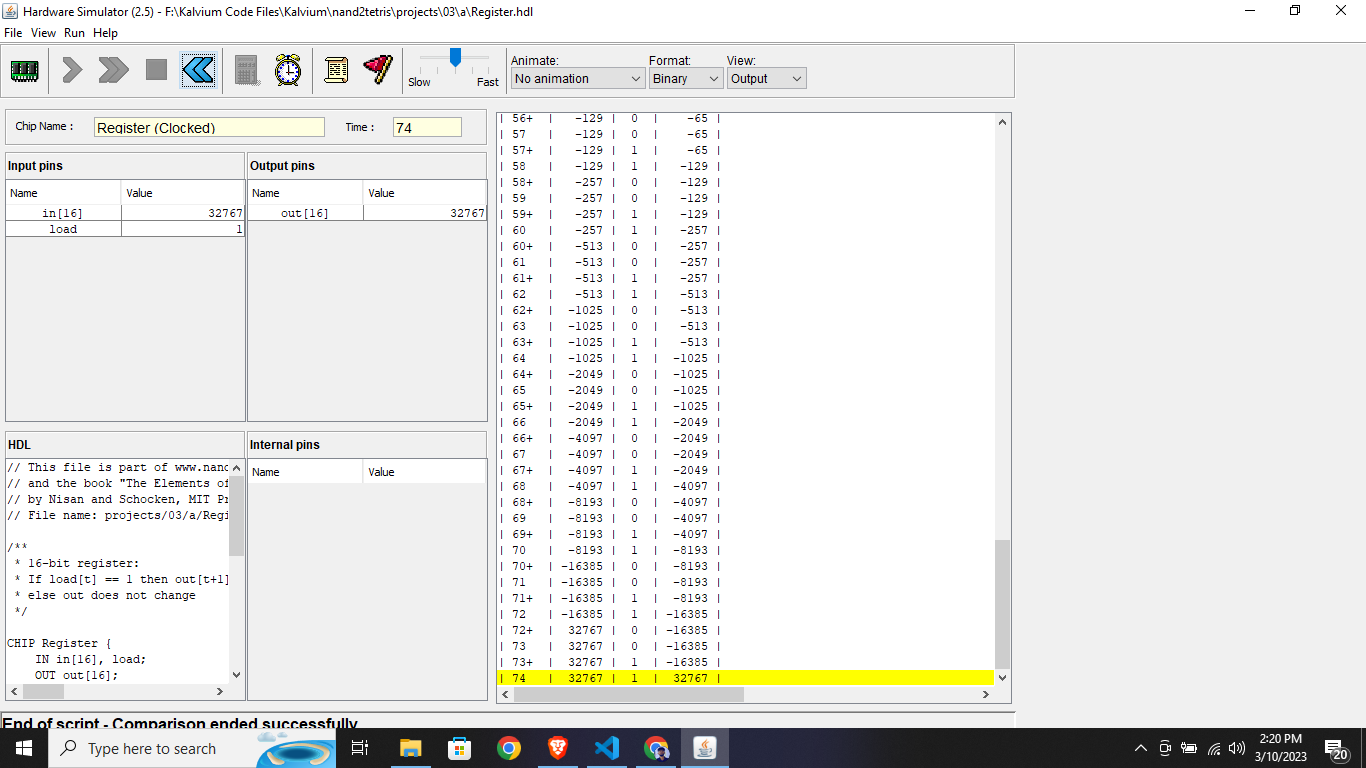 Hardware Simulator (2.5) - F:\Kalvium Code Files\Kalvium\nand2tetris\projects\03\a\Register.hdl
File View Run Help
Slow Fast
Animate:
No animation
Format:
Binary
View:
Output
Chip Name :
Register (Clocked)
Time :
74
Input pins
Name Value
in[16] 32767
load 1
Output pins
Name Value
out[16] 32767
HDL
// This file is part of www.nand
// and the book "The Elements of
// by Nisan and Schocken, MIT Pr
// File name: projects/03/a/Regi
/**
* 16-bit register:
* If load[t] == 1 then out[t+1]
* else out does not change
*/
CHIP Register {
IN in[16], load;
OUT out[16];
Internal pins
Name Value
| 56+ | -129 | 0 | -65 |
| 57 | -129 | 0 | -65 |
| 57+ | -129 | 1 | -65 |
| 58 | -129 | 1 | -129 |
| 58+ | -257 | 0 | -129 |
| 59 | -257 | 0 | -129 |
| 59+ | -257 | 1 | -129 |
| 60 | -257 | 1 | -257 |
| 60+ | -513 | 0 | -257 |
| 61 | -513 | 0 | -257 |
| 61+ | -513 | 1 | -257 |
| 62 | -513 | 1 | -513 |
| 62+ | -1025 | 0 | -513 |
| 63 | -1025 | 0 | -513 |
| 63+ | -1025 | 1 | -513 |
| 64 | -1025 | 1 | -1025 |
| 64+ | -2049 | 0 | -1025 |
| 65 | -2049 | 0 | -1025 |
| 65+ | -2049 | 1 | -1025 |
| 66 | -2049 | 1 | -2049 |
| 66+ | -4097 | 0 | -2049 |
| 67 | -4097 | 0 | -2049 |
| 67+ | -4097 | 1 | -2049 |
| 68 | -4097 | 1 | -4097 |
| 68+ | -8193 | 0 | -4097 |
| 69 | -8193 | 0 | -4097 |
| 69+ | -8193 | 1 | -4097 |
| 70 | -8193 | 1 | -8193 |
| 70+ | -16385 | 0 | -8193 |
| 71 | -16385 | 0 | -8193 |
| 71+ | -16385 | 1 | -8193 |
| 72 | -16385 | 1 | -16385 |
| 72+ | 32767 | 0 | -16385 |
| 73 | 32767 | 0 | -16385 |
| 73+ | 32767 | 1 | -16385 |
| 74 | 32767 | 1 | 32767 |
End of script - Comparison ended successfully
Type here to search
2:20 PM
3/10/2023
20